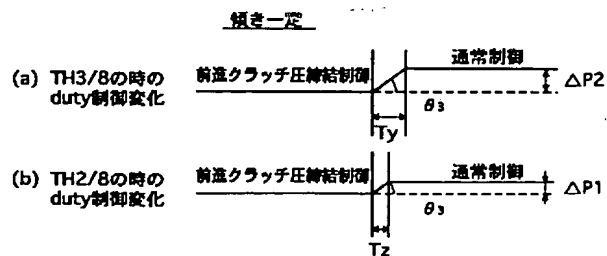 傾き一定
(a) TH3/8の時の
duty制御変化
前進クラッチ圧締結制御
通常制御
θ3
Ty
ΔP2
(b) TH2/8の時の
duty制御変化
前進クラッチ圧締結制御
通常制御
θ3
Tz
ΔP1